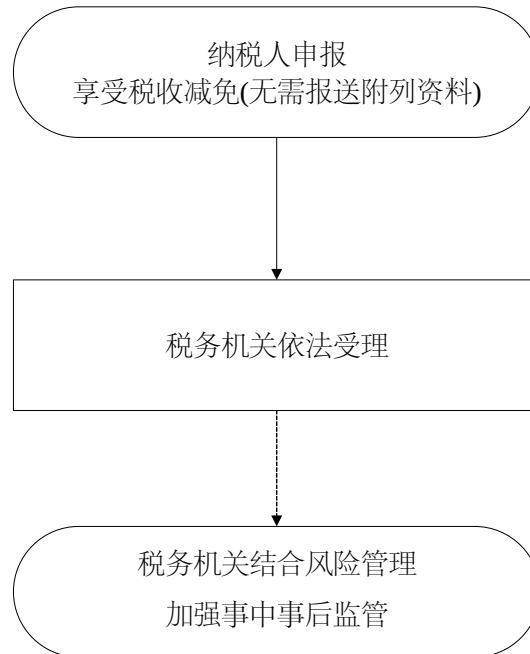 纳税人申报
享受税收减免(无需报送附列资料)
税务机关依法受理
税务机关结合风险管理
加强事中事后监管